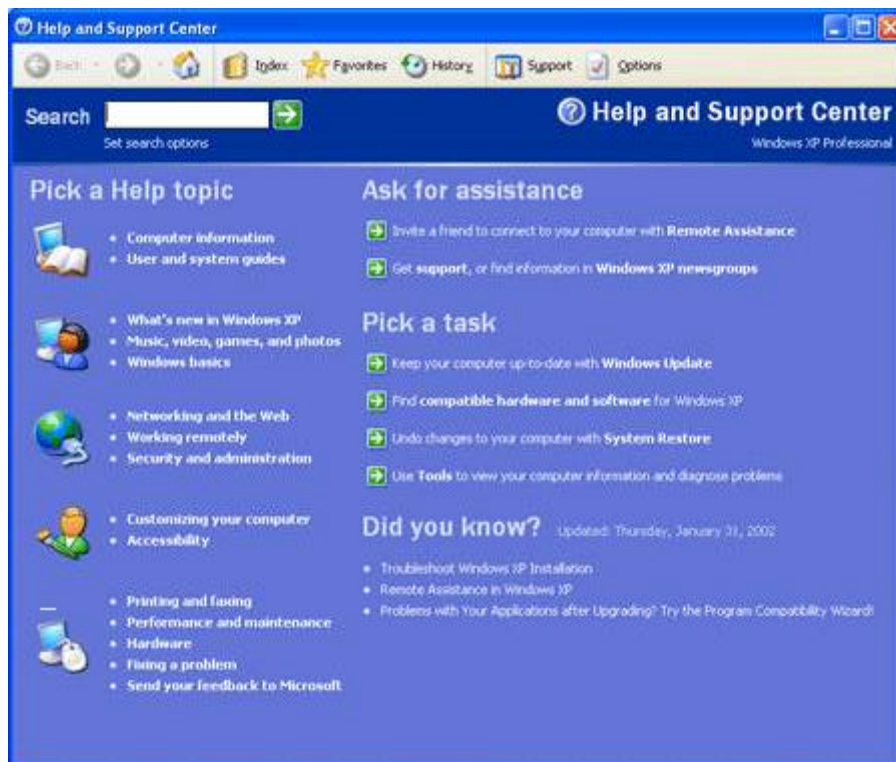 Help and Support Center
Back
Index
Favorites
History
Support
Options
Search
Set search options
Help and Support Center
Windows XP Professional
Pick a Help topic
Computer information
User and system guides
What's new in Windows XP
Music, video, games, and photos
Windows basics
Networking and the Web
Working remotely
Security and administration
Customizing your computer
Accessibility
Printing and faxing
Performance and maintenance
Hardware
Fixing a problem
Send your feedback to Microsoft
Ask for assistance
Invite a friend to connect to your computer with Remote Assistance
Get support, or find information in Windows XP newsgroups
Pick a task
Keep your computer up-to-date with Windows Update
Find compatible hardware and software for Windows XP
Undo changes to your computer with System Restore
Use Tools to view your computer information and diagnose problems
Did you know? Updated: Thursday, January 31, 2002
Troubleshoot Windows XP Installation
Remote Assistance in Windows XP
Problems with Your Applications after Upgrading? Try the Program Compatibility Wizard!